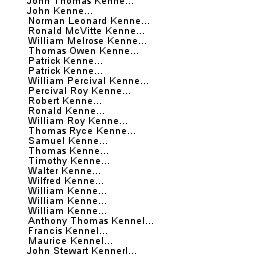 John Thomas Kenne...
John Kenne...
Norman Leonard Kenne...
Ronald McVitte Kenne...
William Melrose Kenne...
Thomas Owen Kenne...
Patrick Kenne...
Patrick Kenne...
William Percival Kenne...
Percival Roy Kenne...
Robert Kenne...
Ronald Kenne...
William Roy Kenne...
Thomas Ryce Kenne...
Samuel Kenne...
Thomas Kenne...
Timothy Kenne...
Walter Kenne...
Wilfred Kenne...
William Kenne...
William Kenne...
William Kenne...
Anthony Thomas Kennel...
Francis Kennel...
Maurice Kennel...
John Stewart Kennerl...